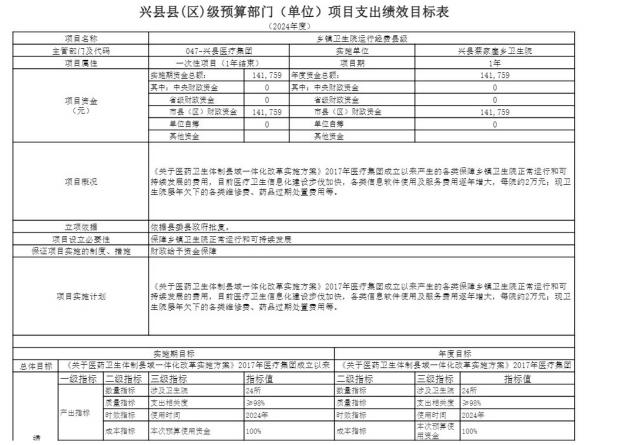 兴县县(区)级预算部门（单位）项目支出绩效目标表
（2024年度）
项目名称 乡镇卫生院运行经费县级
主管部门及代码 047-兴县医疗集团 实施单位 兴县蔡家崖乡卫生院
项目属性 一次性项目（1年结束） 项目期 1年
项目资金（元）
实施期资金总额： 141,759 年度资金总额： 141,759
其中：中央财政资金 0 其中：中央财政资金 0
省级财政资金 0 省级财政资金 0
市县（区）财政资金 141,759 市县（区）财政资金 141,759
单位自筹 0 单位自筹 0
其他资金 其他资金
项目概况
《关于医药卫生体制县域一体化改革实施方案》2017年医疗集团成立以来产生的各类保障乡镇卫生院正常运行和可
持续发展的费用，目前医疗卫生信息化建设步伐加快，各类信息软件使用及服务费用逐年增大，每院约2万元；现卫
生院屡年欠下的各类维修费、药品过期处置费用等。
立项依据 依据县委县政府批复。
项目设立必要性 保障乡镇卫生院正常运行和可持续发展
保证项目实施的制度、措施 财政给予资金保障
项目实施计划
《关于医药卫生体制县域一体化改革实施方案》2017年医疗集团成立以来产生的各类保障乡镇卫生院正常运行和可
持续发展的费用，目前医疗卫生信息化建设步伐加快，各类信息软件使用及服务费用逐年增大，每院约2万元；现卫
生院屡年欠下的各类维修费、药品过期处置费用等。
实施期目标 年度目标
总体目标 《关于医药卫生体制县域一体化改革实施方案》2017年医疗集团成立以来 《关于医药卫生体制县域一体化改革实施方案》2017年医疗集团
一级指标 二级指标 三级指标 指标值 二级指标 三级指标 指标值
数量指标 涉及卫生院 24所 数量指标 涉及卫生院 24所
质量指标 支出相关度 ≥98% 质量指标 支出相关度 ≥98%
产出指标 时效指标 使用时间 2024年 时效指标 使用时间 2024年
成本指标 本次预算使用资金 100% 成本指标 本次预算使用资金 100%
绩